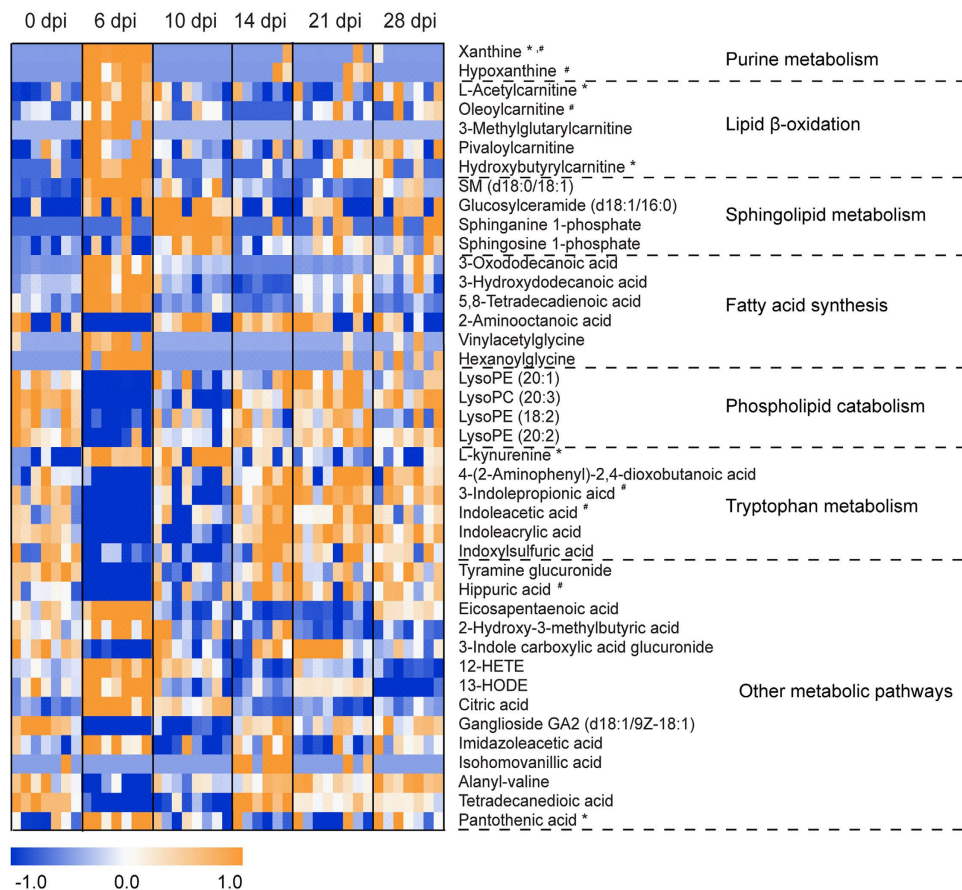 0 dpi 6 dpi 10 dpi 14 dpi 21 dpi 28 dpi
Xanthine *,#
Hypoxanthine #
Purine metabolism
L-Acetylcarnitine *
Oleoylcarnitine #
3-Methylglutarylcarnitine
Pivaloylcarnitine
Hydroxybutyrylcarnitine *
Lipid β-oxidation
SM (d18:0/18:1)
Glucosylceramide (d18:1/16:0)
Sphinganine 1-phosphate
Sphingosine 1-phosphate
Sphingolipid metabolism
3-Oxododecanoic acid
3-Hydroxydodecanoic acid
5,8-Tetradecadienoic acid
2-Aminooctanoic acid
Vinylacetylglycine
Hexanoylglycine
Fatty acid synthesis
LysoPE (20:1)
LysoPC (20:3)
LysoPE (18:2)
LysoPE (20:2)
Phospholipid catabolism
L-kynurenine *
4-(2-Aminophenyl)-2,4-dioxobutanoic acid
3-Indolepropionic aicd #
Indoleacetic acid #
Indoleacrylic acid
Indoxylsulfuric acid
Tryptophan metabolism
Tyramine glucuronide
Hippuric acid #
Eicosapentaenoic acid
2-Hydroxy-3-methylbutyric acid
3-Indole carboxylic acid glucuronide
12-HETE
13-HODE
Citric acid
Ganglioside GA2 (d18:1/9Z-18:1)
Imidazoleacetic acid
Isohomovanillic acid
Alanyl-valine
Tetradecanedioic acid
Pantothenic acid *
Other metabolic pathways
-1.0 0.0 1.0